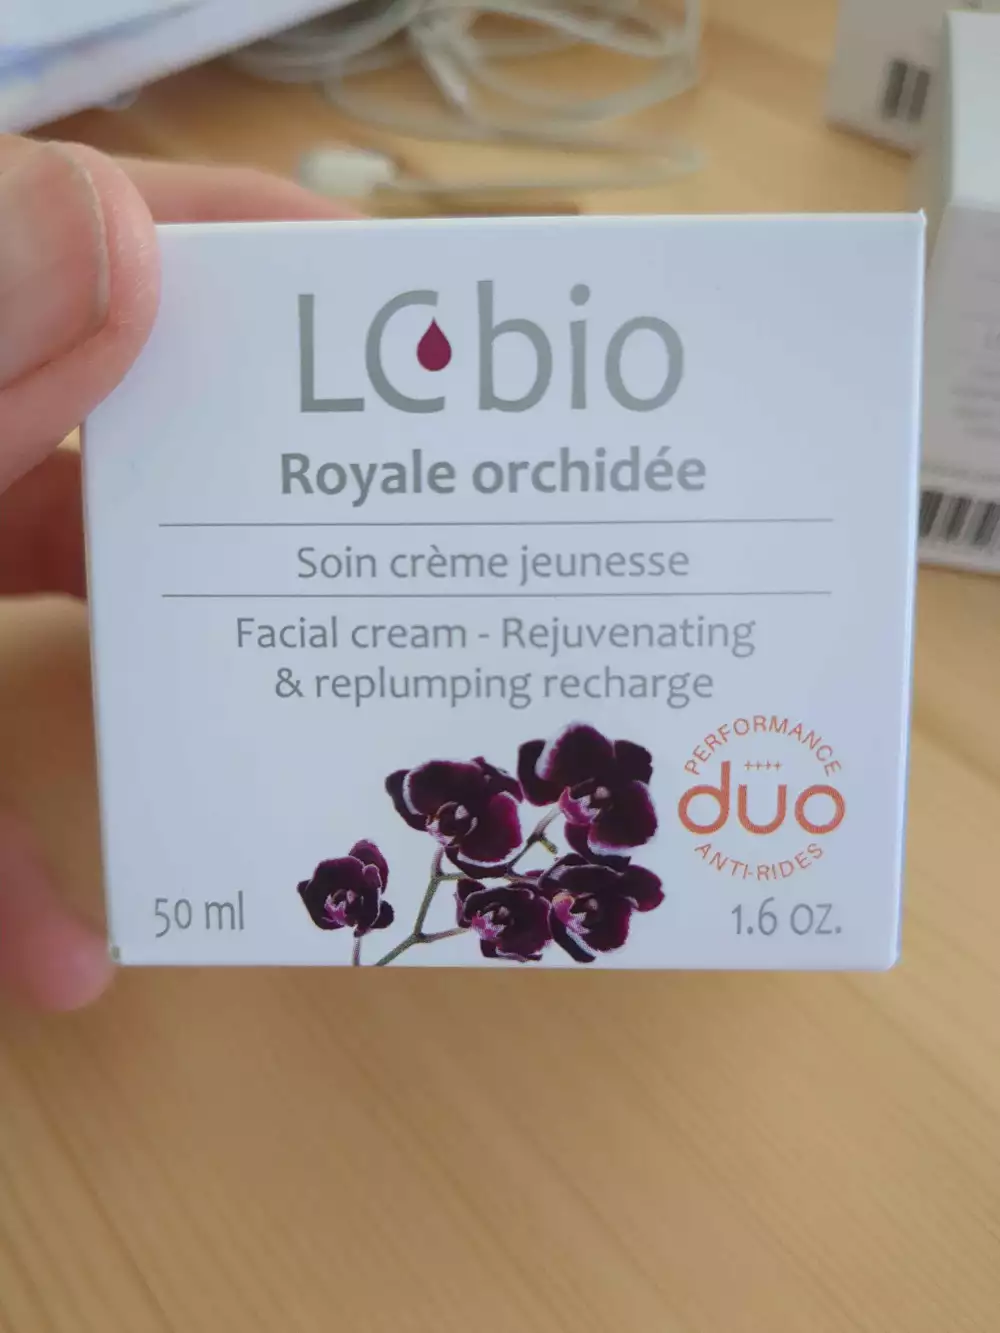 LCbio
Royale orchidée
Soin crème jeunesse
Facial cream - Rejuvenating
& replumping recharge
PERFORMANCE
++++
duo
ANTI-RIDES
50 ml
1.6 oz.